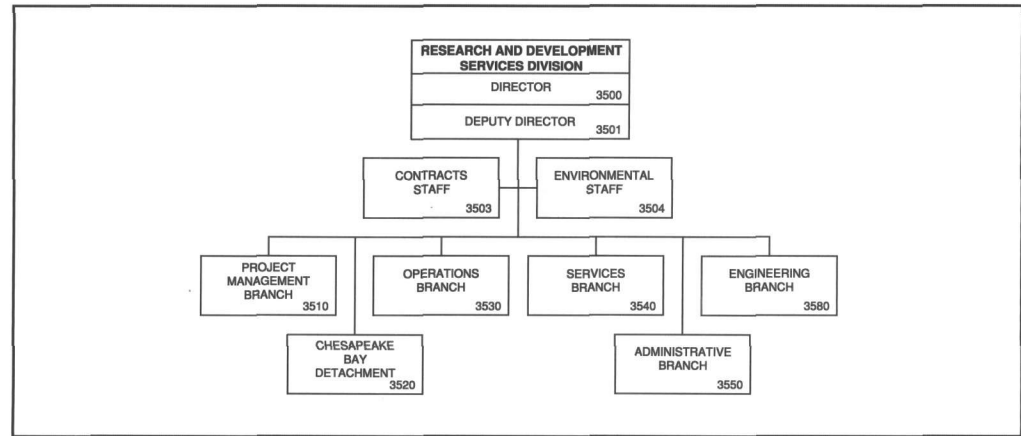 RESEARCH AND DEVELOPMENT
SERVICES DIVISION
DIRECTOR
3500
DEPUTY DIRECTOR
3501
CONTRACTS
STAFF
3503
ENVIRONMENTAL
STAFF
3504
PROJECT
MANAGEMENT
BRANCH
3510
OPERATIONS
BRANCH
3530
SERVICES
BRANCH
3540
ENGINEERING
BRANCH
3580
CHESAPEAKE
BAY
DETACHMENT
3520
ADMINISTRATIVE
BRANCH
3550